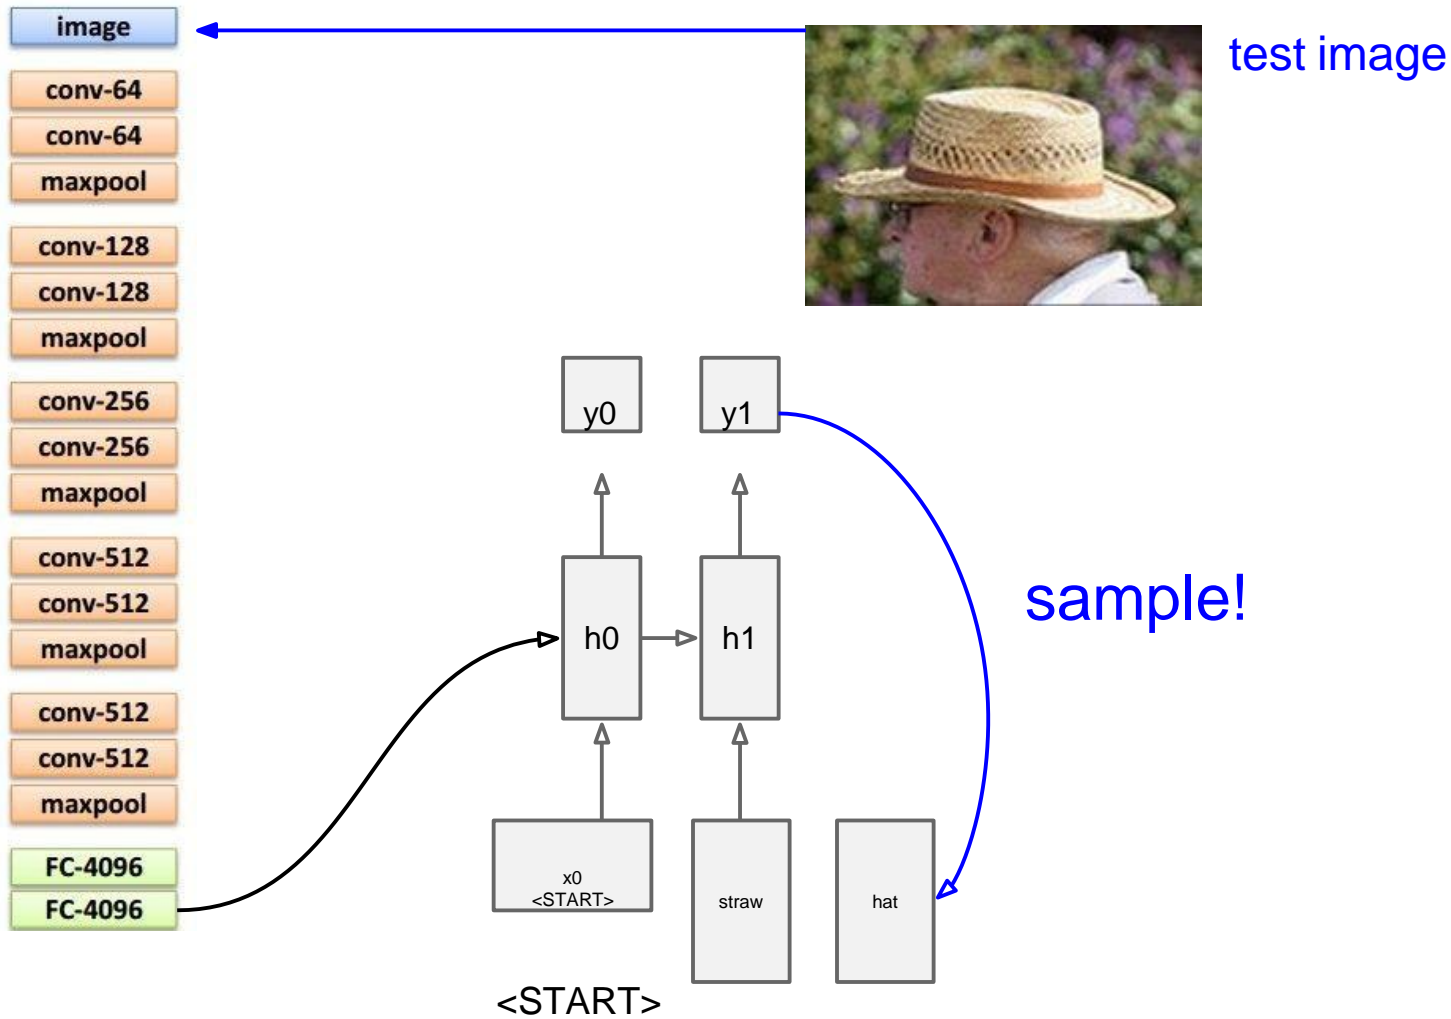 image
test image
conv-64
conv-64
maxpool
conv-128
conv-128
maxpool
conv-256
conv-256
maxpool
conv-512
conv-512
maxpool
conv-512
conv-512
maxpool
FC-4096
FC-4096
y0
y1
h0
h1
sample!
x0
<START>
straw
hat
<START>